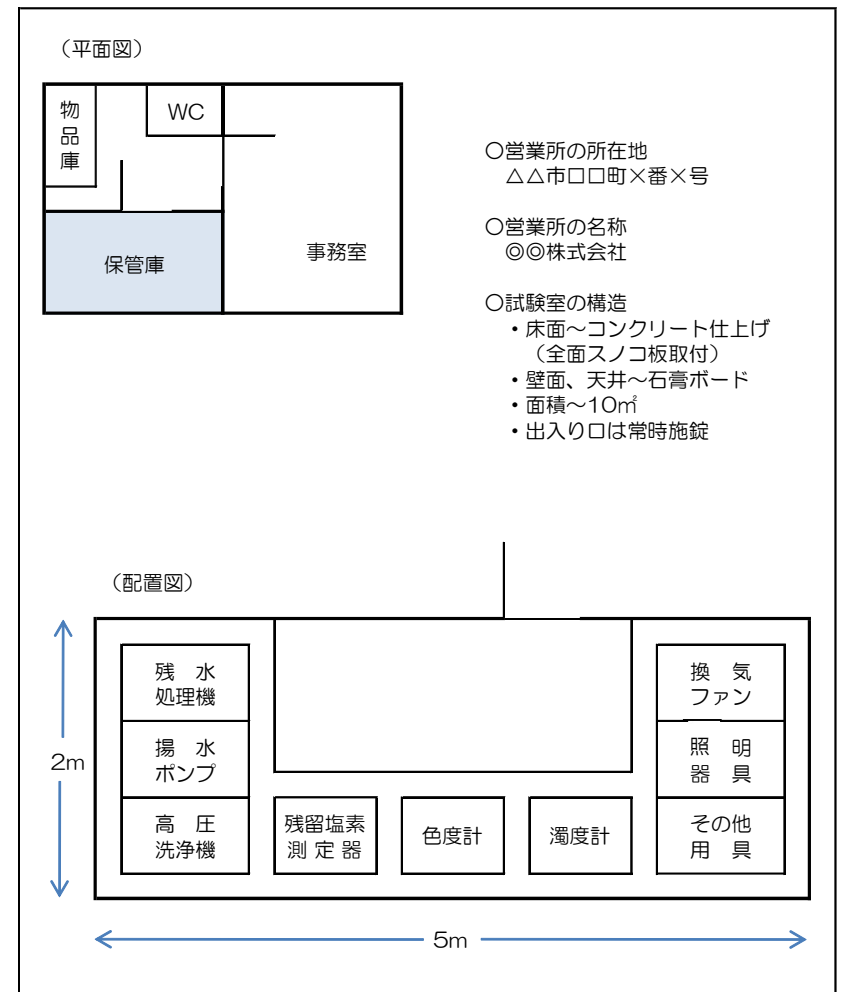 （平面図）
物
品
庫
WC
保管庫
事務室
○営業所の所在地
△△市□□町×番×号
○営業所の名称
◎◎株式会社
○試験室の構造
・床面～コンクリート仕上げ
（全面スノコ板取付）
・壁面、天井～石膏ボード
・面積～10㎡
・出入り口は常時施錠
（配置図）
残　水
処理機
揚　水
ポンプ
高　圧
洗浄機
残留塩素
測 定 器
色度計
濁度計
換　気
ファン
照　明
器　具
その他
用　具
2m
5m